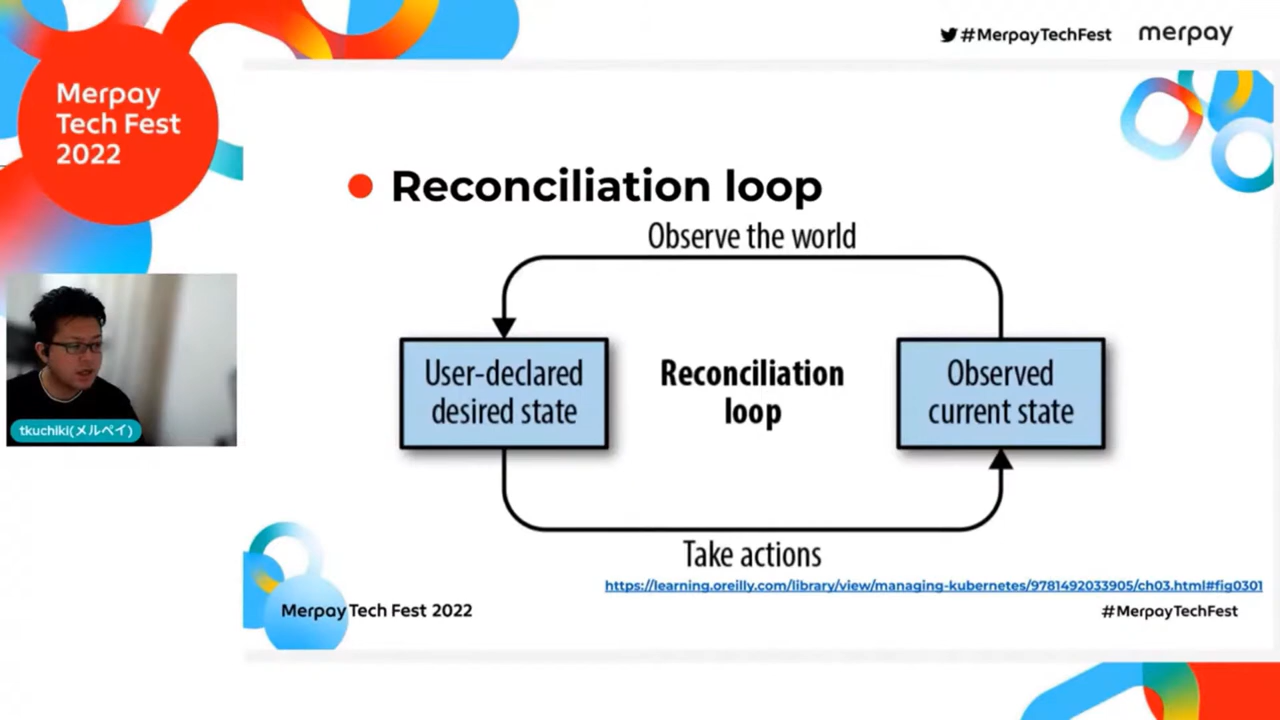 #MerpayTechFest
merpay
Merpay
Tech Fest
2022
Reconciliation loop
Observe the world
User-declared
desired state
Reconciliation
loop
Observed
current state
Take actions
https://learning.oreilly.com/library/view/managing-kubernetes/9781492033905/ch03.html#fig0301
tkuchiki(メルペイ)
Merpay Tech Fest 2022
#MerpayTechFest